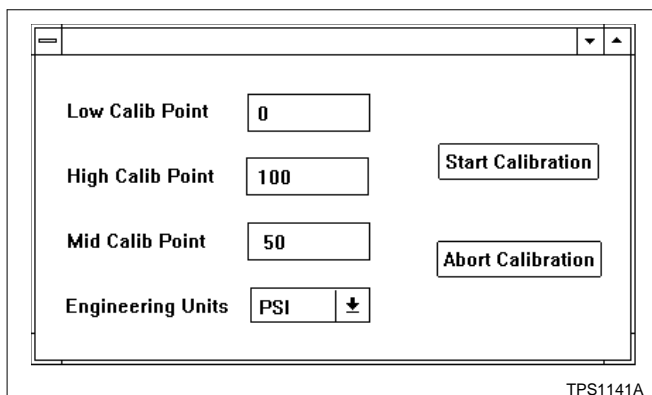 Low Calib Point 0
High Calib Point 100
Mid Calib Point 50
Engineering Units PSI
Start Calibration
Abort Calibration
TPS1141A